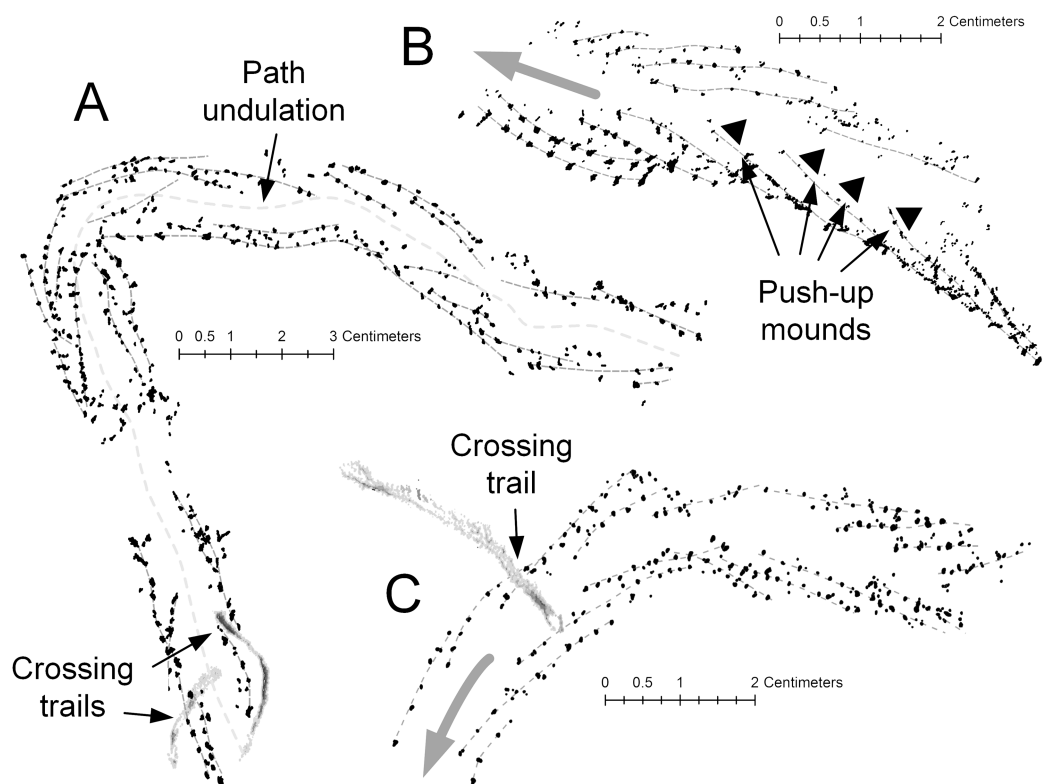 A
Path
undulation
B
0 0.5 1 2 Centimeters
Push-up
mounds
0 0.5 1 2 3 Centimeters
Crossing
trail
C
Crossing
trails
0 0.5 1 2 Centimeters